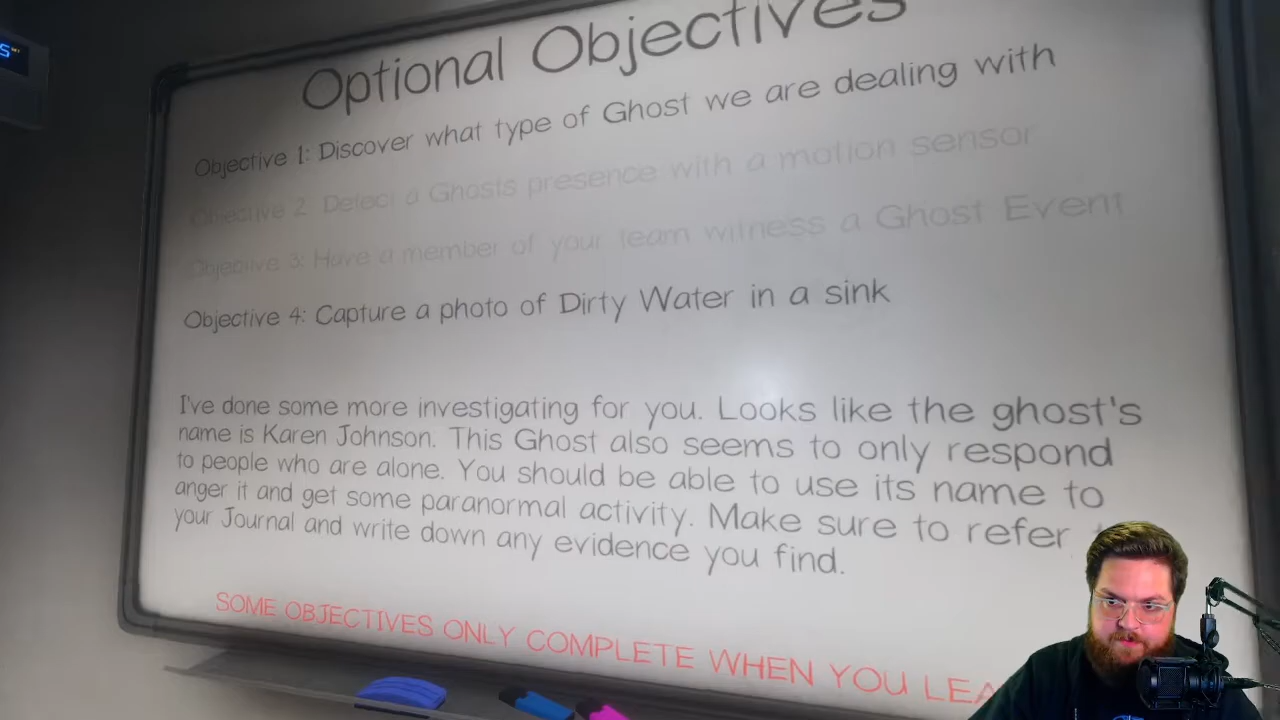 Optional Objectives
Objective 1: Discover what type of Ghost we are dealing with
Objective 2: Detect a Ghosts presence with a motion sensor
Objective 3: Have a member of your team witness a Ghost Event
Objective 4: Capture a photo of Dirty Water in a sink
I've done some more investigating for you. Looks like the ghost's
name is Karen Johnson. This Ghost also seems to only respond
to people who are alone. You should be able to use its name to
anger it and get some paranormal activity. Make sure to refer
your Journal and write down any evidence you find.
SOME OBJECTIVES ONLY COMPLETE WHEN YOU